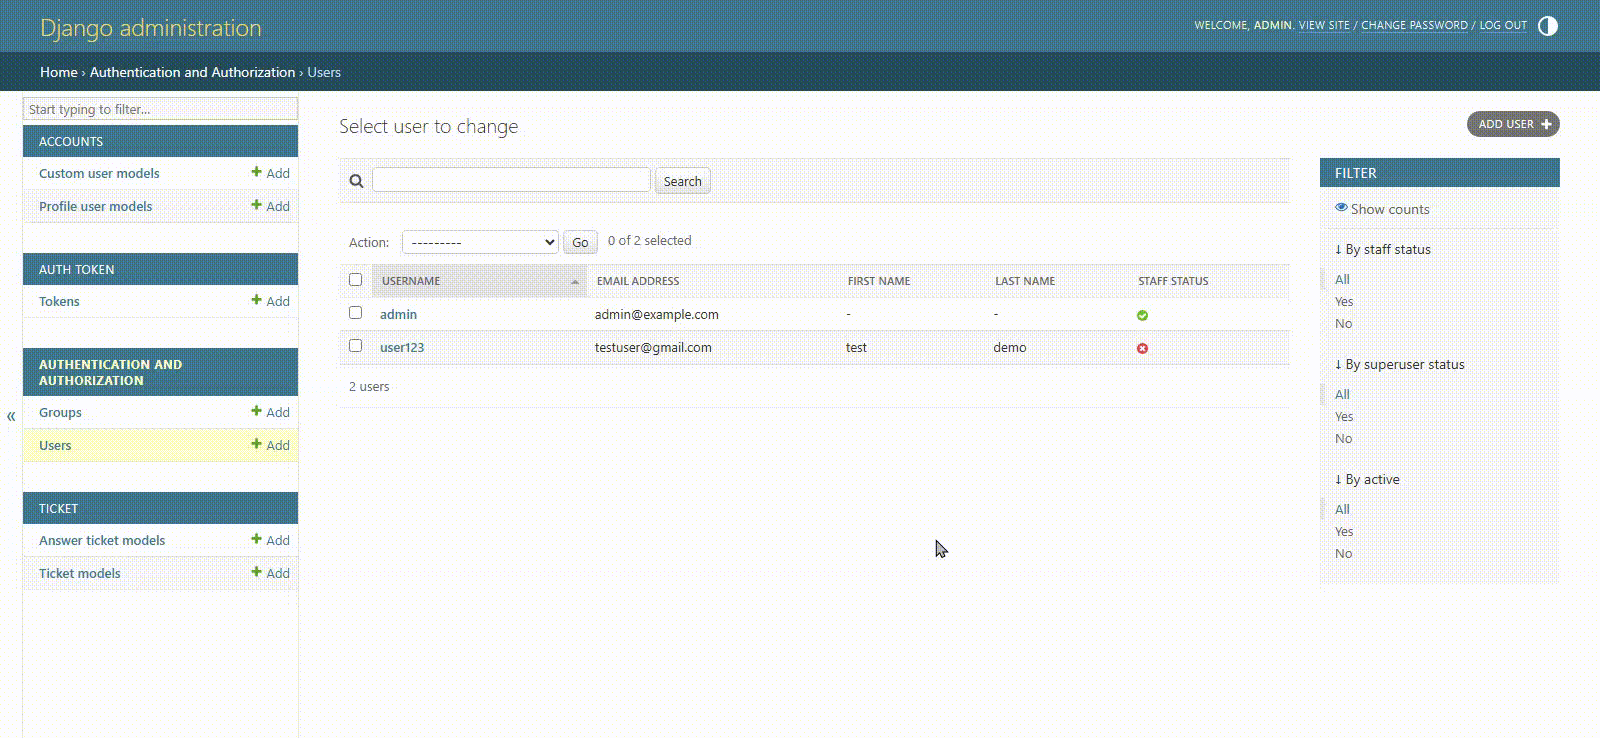 Django administration
WELCOME, ADMIN. VIEW SITE / CHANGE PASSWORD / LOG OUT
Home › Authentication and Authorization › Users
Start typing to filter...
ACCOUNTS
Custom user models Add
Profile user models Add
AUTH TOKEN
Tokens Add
AUTHENTICATION AND
AUTHORIZATION
Groups Add
Users Add
TICKET
Answer ticket models Add
Ticket models Add
«
Select user to change
ADD USER
Search
Action: --------- Go 0 of 2 selected
USERNAME EMAIL ADDRESS FIRST NAME LAST NAME STAFF STATUS
admin admin@example.com - -
user123 testuser@gmail.com test demo
2 users
FILTER
Show counts
↓ By staff status
All
Yes
No
↓ By superuser status
All
Yes
No
↓ By active
All
Yes
No